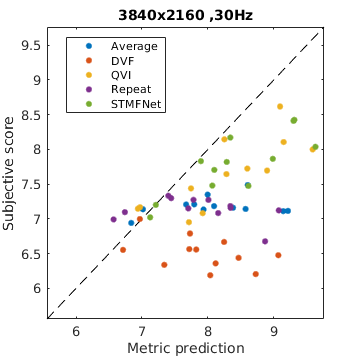 3840x2160 ,30Hz
Average
DVF
QVI
Repeat
STMFNet
Subjective score
9.5
9
8.5
8
7.5
7
6.5
6
6
7
8
9
Metric prediction